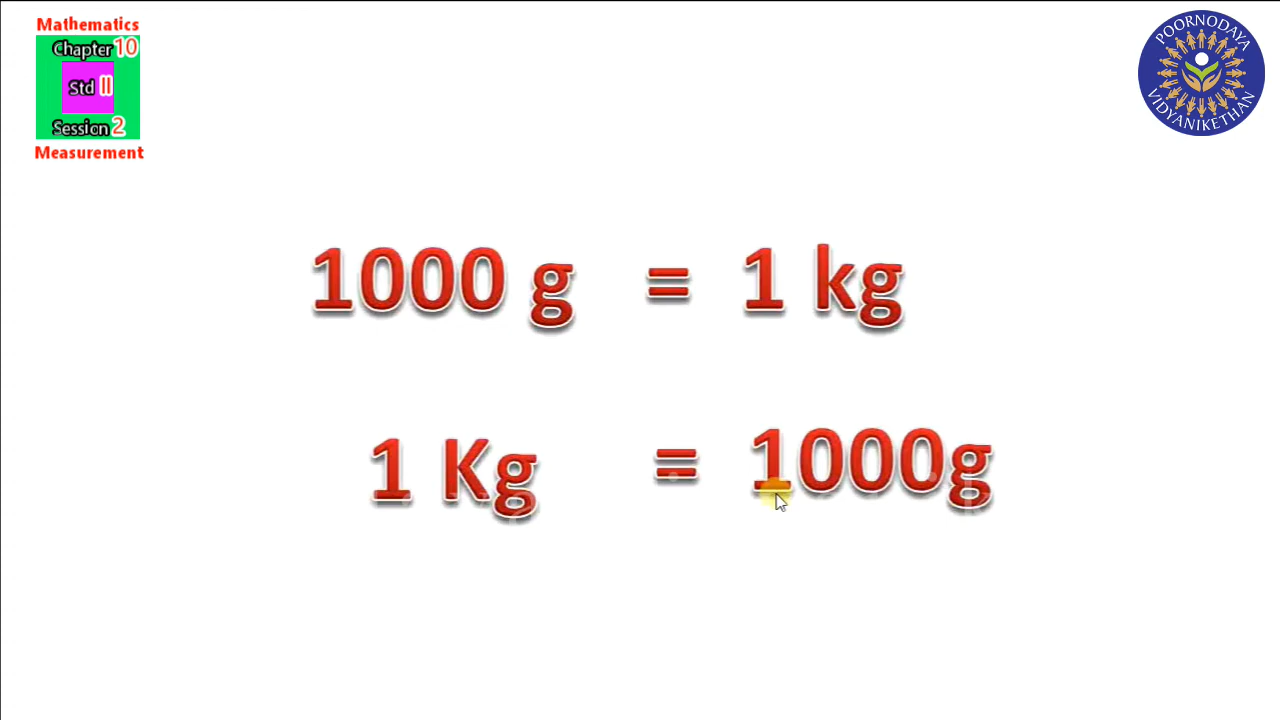 Mathematics
Chapter 10
Std II
Session 2
Measurement
POORNODAYA
VIDYANIKETHAN
1000 g = 1 kg
1 Kg = 1000g